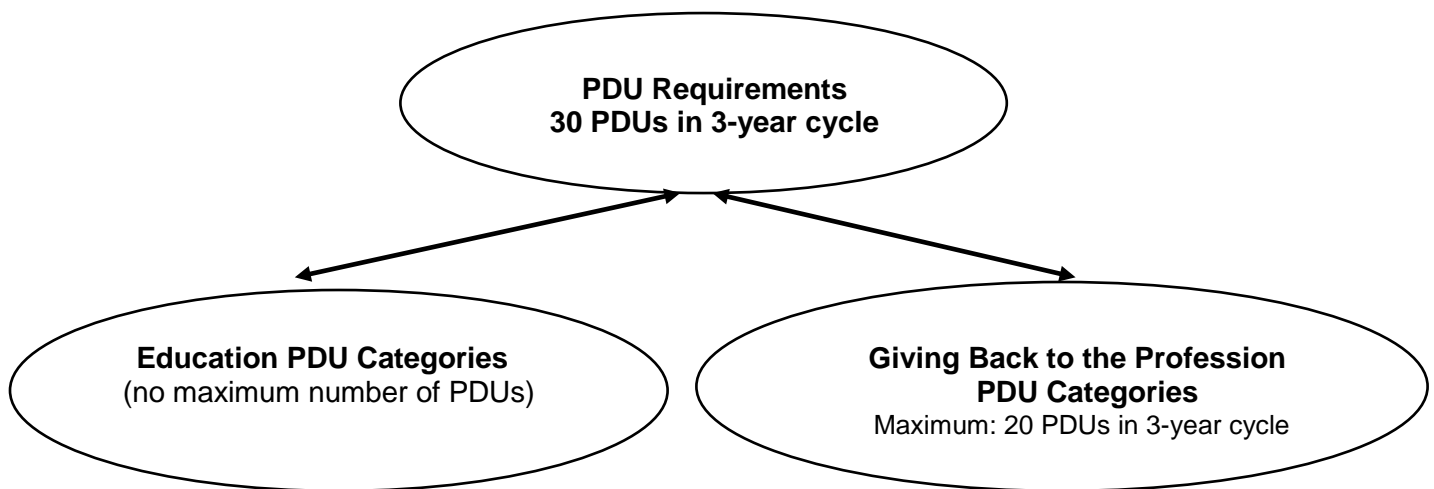 PDU Requirements
30 PDUs in 3-year cycle
Education PDU Categories
(no maximum number of PDUs)
Giving Back to the Profession
PDU Categories
Maximum: 20 PDUs in 3-year cycle